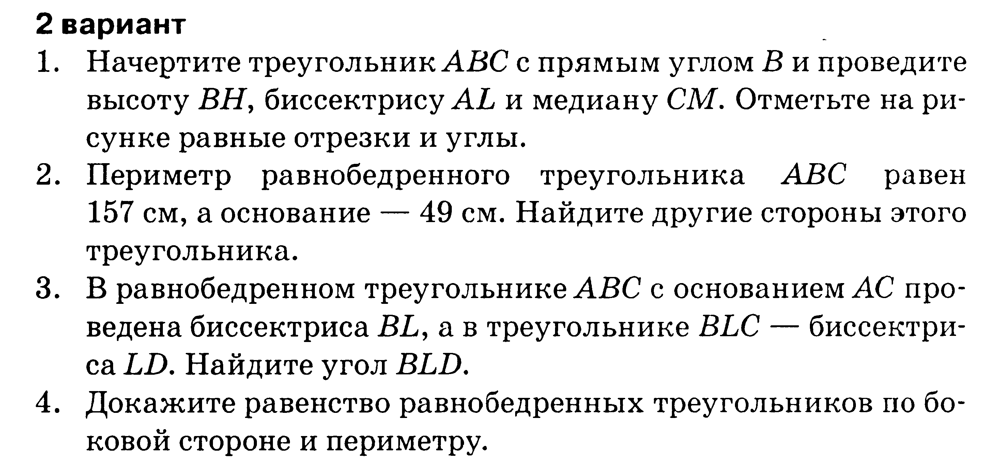 2 вариант
1. Начертите треугольник ABC с прямым углом B и проведите
высоту BH, биссектрису AL и медиану CM. Отметьте на ри-
сунке равные отрезки и углы.
2. Периметр равнобедренного треугольника ABC равен
157 см, а основание — 49 см. Найдите другие стороны этого
треугольника.
3. В равнобедренном треугольнике ABC с основанием AC про-
ведена биссектриса BL, а в треугольнике BLC — биссектри-
са LD. Найдите угол BLD.
4. Докажите равенство равнобедренных треугольников по бо-
ковой стороне и периметру.